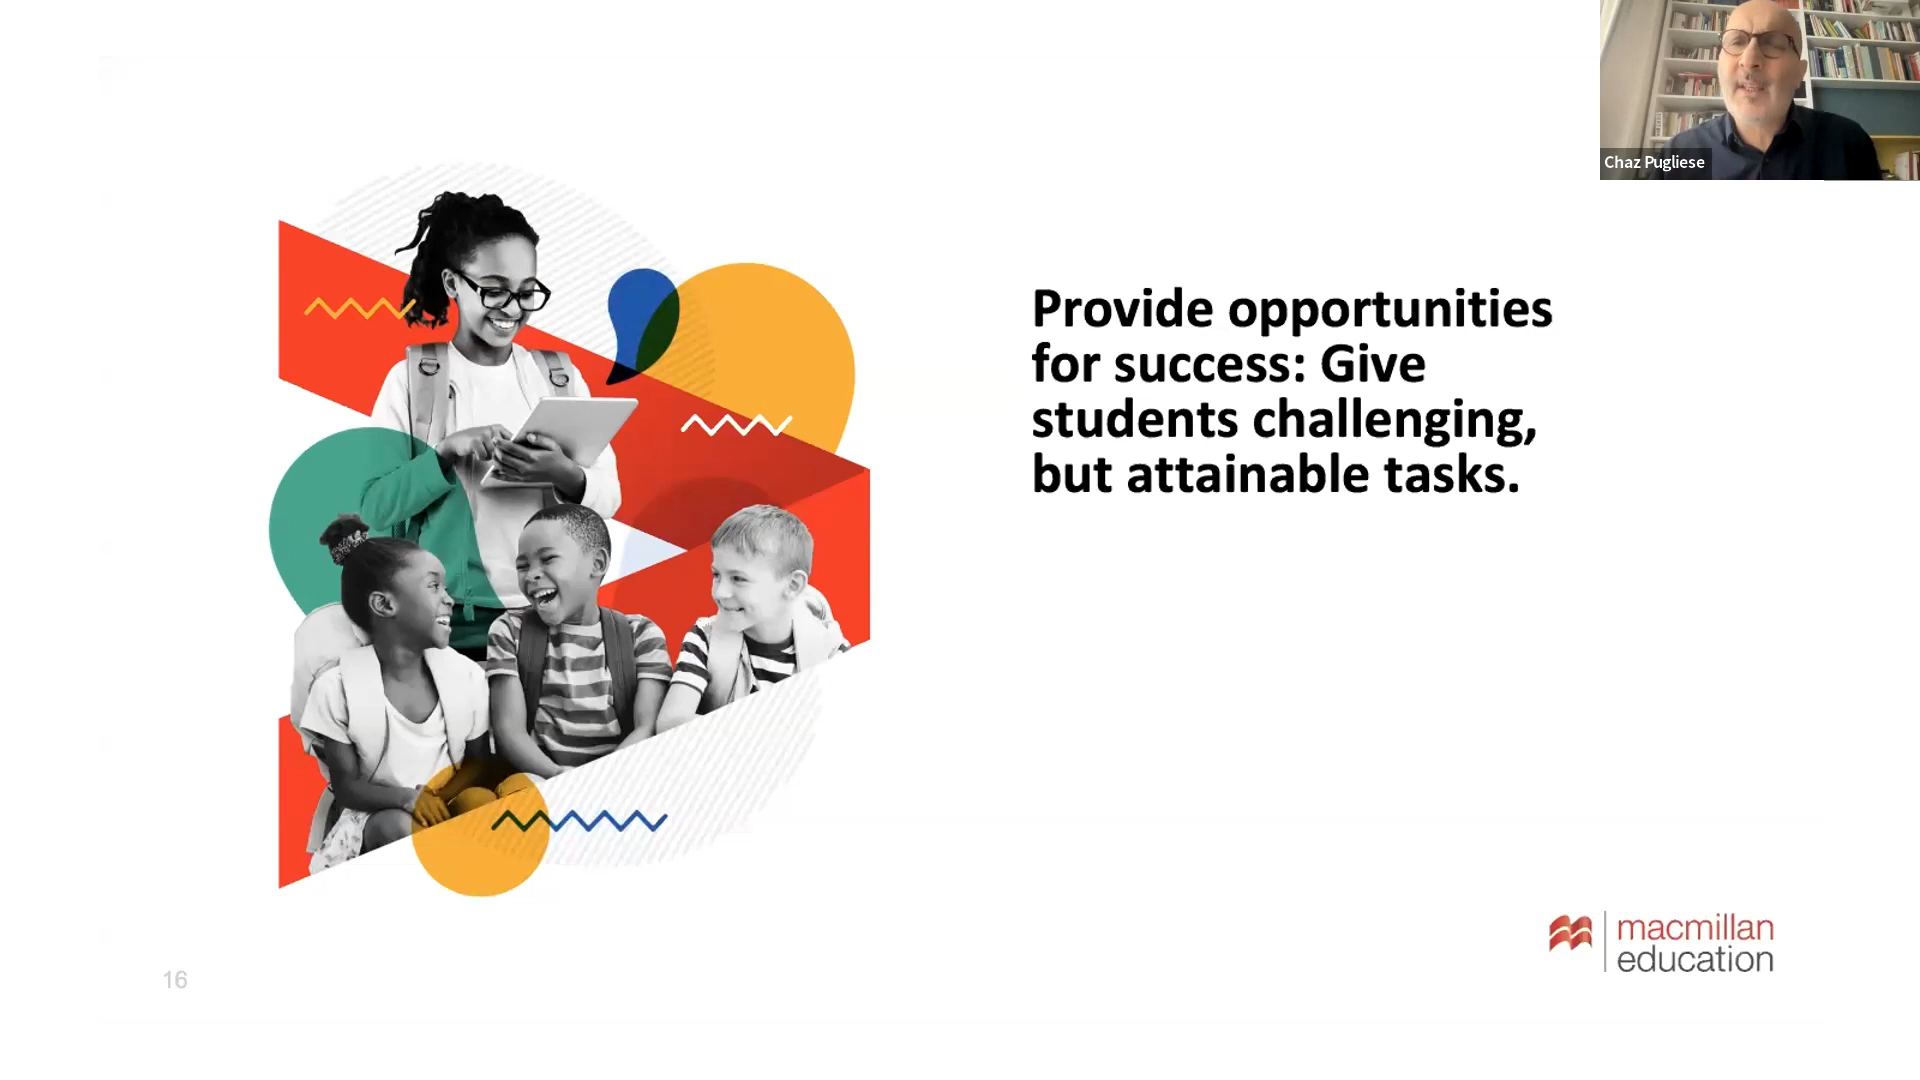 Chaz Pugliese
Provide opportunities
for success: Give
students challenging,
but attainable tasks.
macmillan
education
16